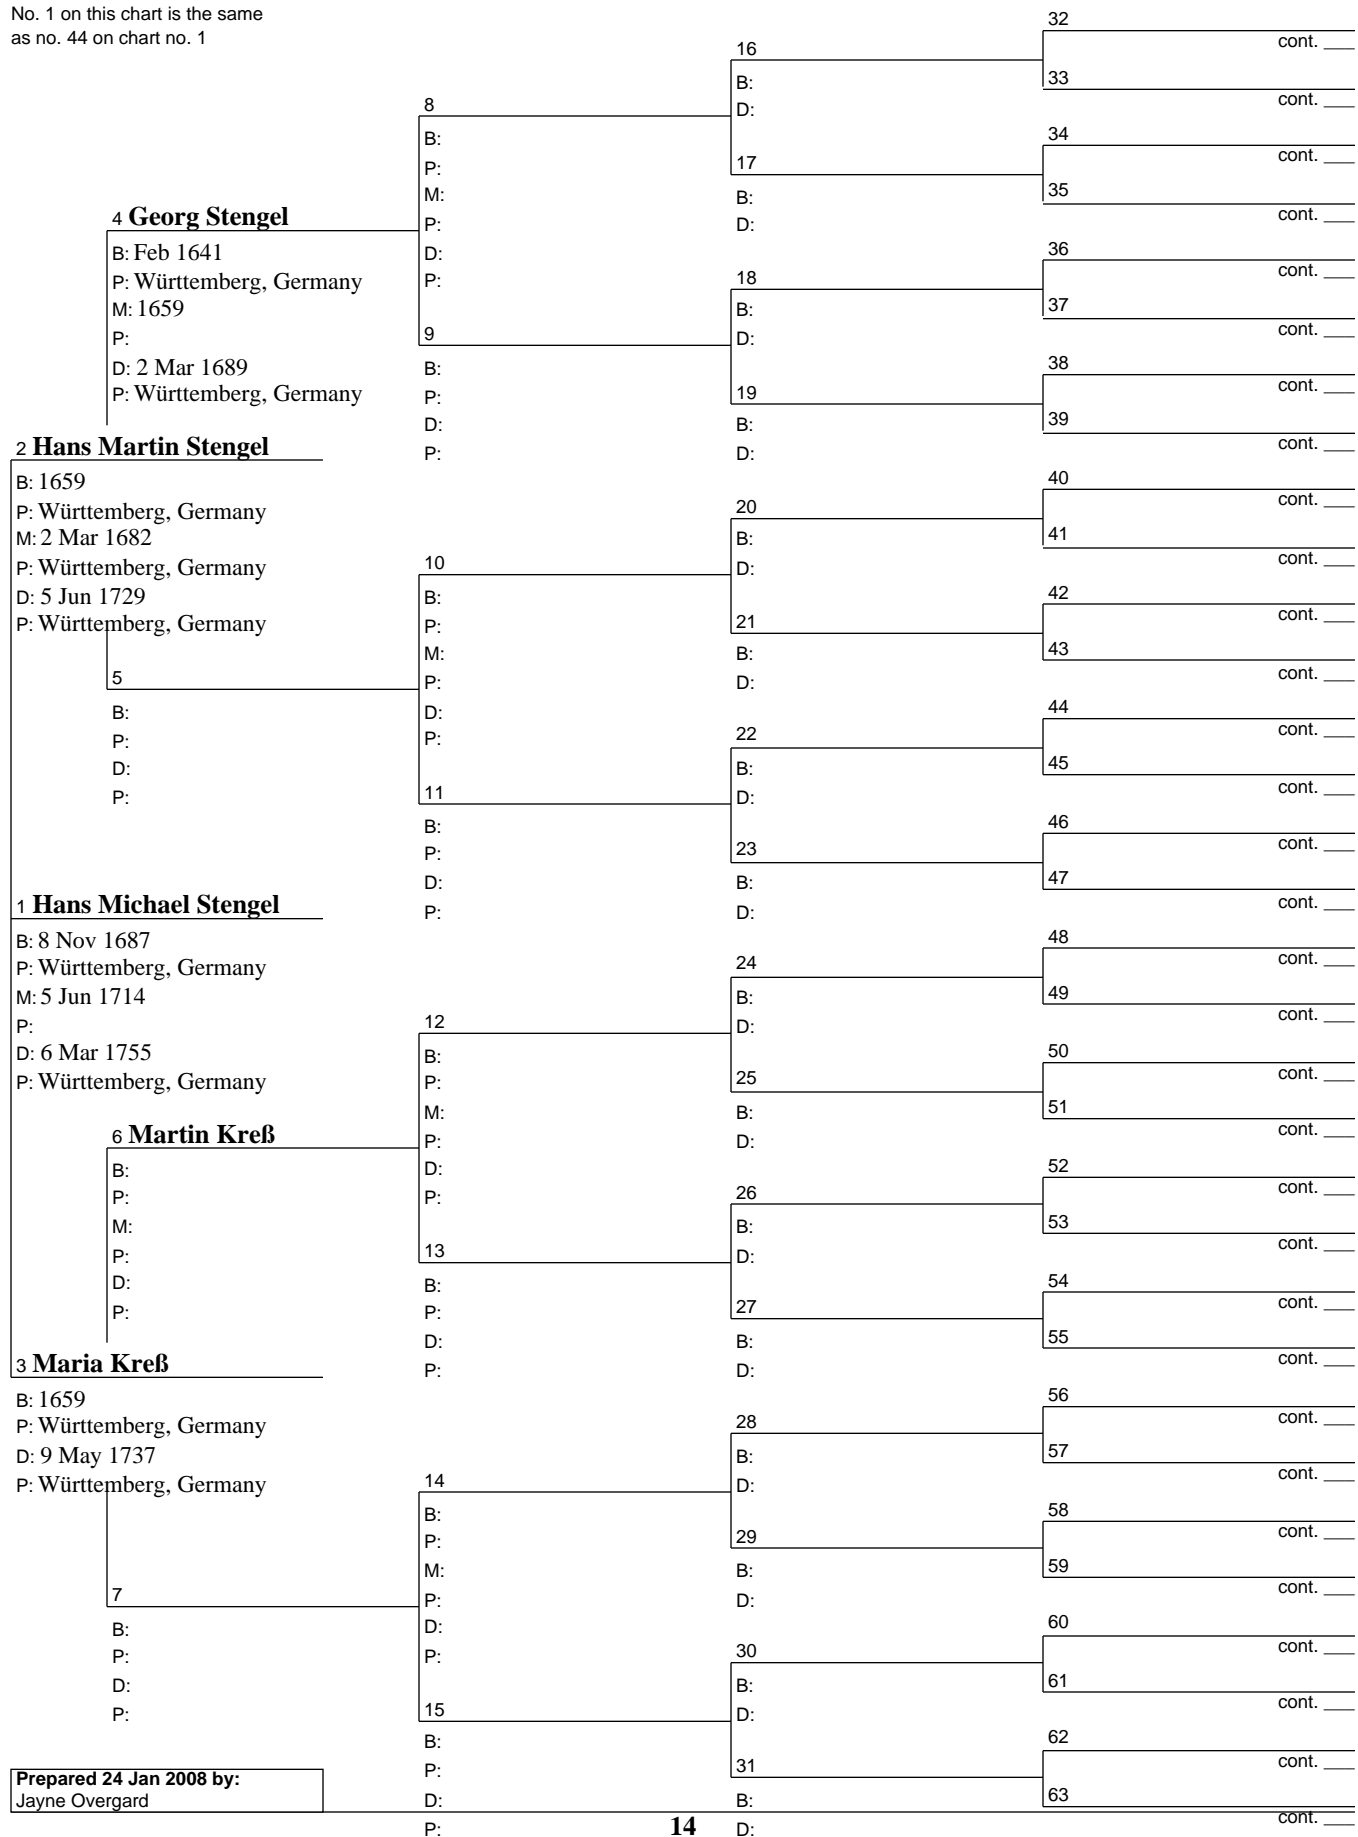 No. 1 on this chart is the same
as no. 44 on chart no. 1
4 Georg Stengel
B: Feb 1641
P: Württemberg, Germany
M: 1659
P:
D: 2 Mar 1689
P: Württemberg, Germany
2 Hans Martin Stengel
B: 1659
P: Württemberg, Germany
M: 2 Mar 1682
P: Württemberg, Germany
D: 5 Jun 1729
P: Württemberg, Germany
5
B:
P:
D:
P:
1 Hans Michael Stengel
B: 8 Nov 1687
P: Württemberg, Germany
M: 5 Jun 1714
P:
D: 6 Mar 1755
P: Württemberg, Germany
6 Martin Kreß
B:
P:
M:
P:
D:
P:
3 Maria Kreß
B: 1659
P: Württemberg, Germany
D: 9 May 1737
P: Württemberg, Germany
7
B:
P:
D:
P:
Prepared 24 Jan 2008 by:
Jayne Overgard
8
B:
P:
M:
P:
D:
P:
9
B:
P:
D:
P:
10
B:
P:
M:
P:
D:
P:
11
B:
P:
D:
P:
12
B:
P:
M:
P:
D:
P:
13
B:
P:
D:
P:
14
B:
P:
M:
P:
D:
P:
15
B:
P:
D:
P:
16
B:
D:
17
B:
D:
18
B:
D:
19
B:
D:
20
B:
D:
21
B:
D:
22
B:
D:
23
B:
D:
24
B:
D:
25
B:
D:
26
B:
D:
27
B:
D:
28
B:
D:
29
B:
D:
30
B:
D:
31
B:
D:
32
cont. ___
33
cont. ___
34
cont. ___
35
cont. ___
36
cont. ___
37
cont. ___
38
cont. ___
39
cont. ___
40
cont. ___
41
cont. ___
42
cont. ___
43
cont. ___
44
cont. ___
45
cont. ___
46
cont. ___
47
cont. ___
48
cont. ___
49
cont. ___
50
cont. ___
51
cont. ___
52
cont. ___
53
cont. ___
54
cont. ___
55
cont. ___
56
cont. ___
57
cont. ___
58
cont. ___
59
cont. ___
60
cont. ___
61
cont. ___
62
cont. ___
63
cont. ___
14